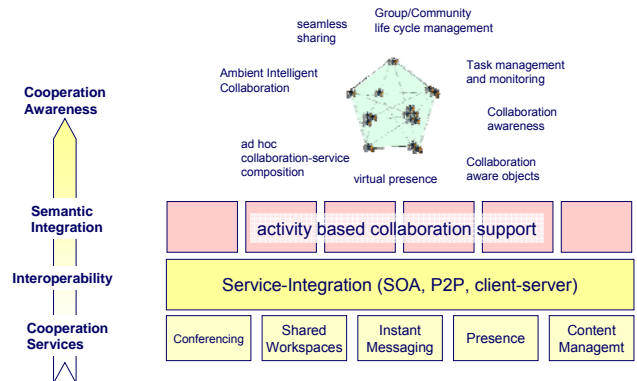 Group/Community
life cycle management
seamless
sharing
Cooperation
Awareness
Ambient Intelligent
Collaboration
Task management
and monitoring
Collaboration
awareness
ad hoc
collaboration-service
composition
virtual presence
Collaboration
aware objects
Semantic
Integration
activity based collaboration support
Interoperability
Service-Integration (SOA, P2P, client-server)
Cooperation
Services
Conferencing
Shared
Workspaces
Instant
Messaging
Presence
Content
Managemt